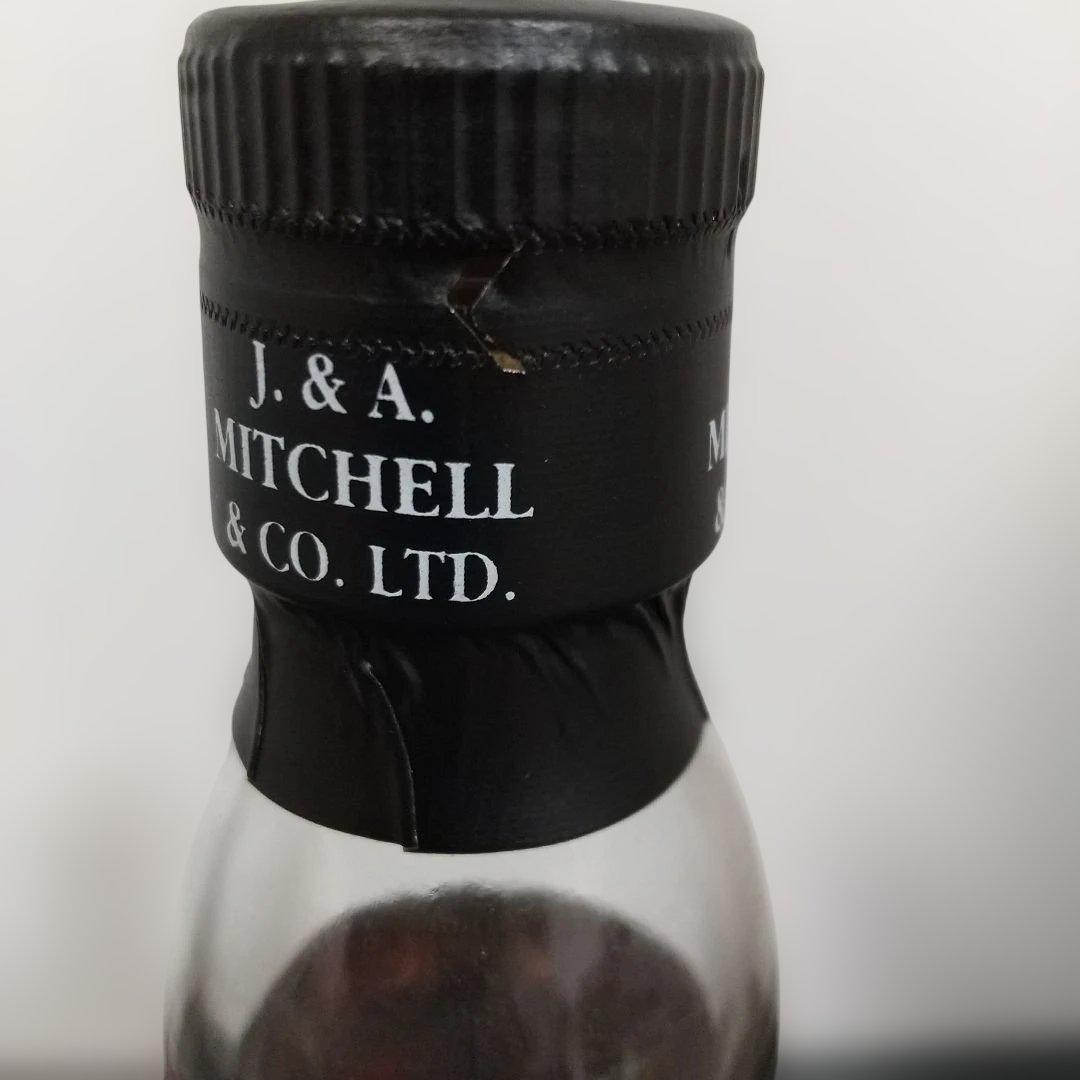 J. & A.
MITCHELL
& CO. LTD.